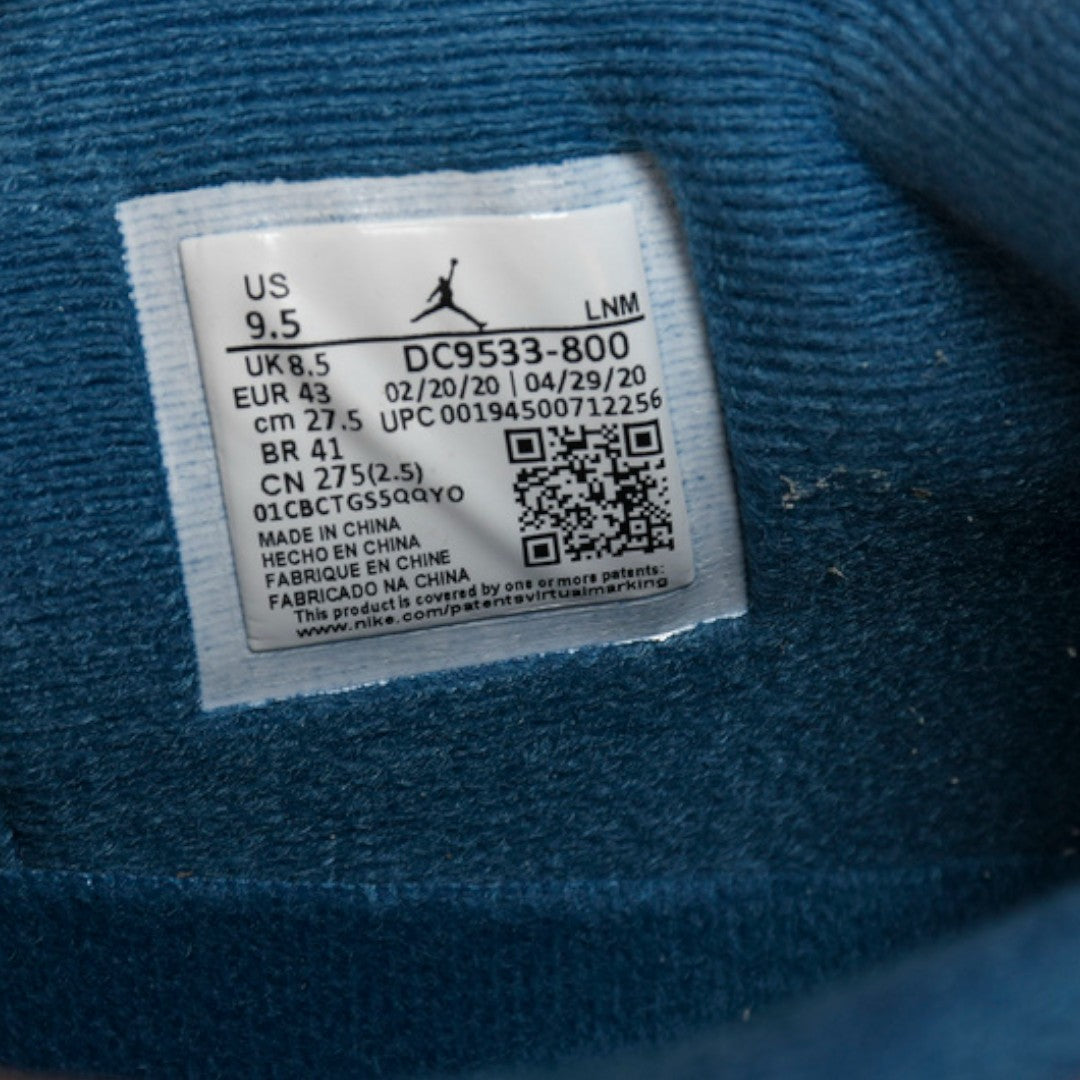 US
9.5
LNM
UK 8.5
DC9533-800
EUR 43
02/20/20 | 04/29/20
cm 27.5
UPC 00194500712256
BR 41
CN 275(2.5)
01CBCTGS5QQYO
MADE IN CHINA
HECHO EN CHINA
FABRIQUE EN CHINE
FABRICADO NA CHINA
This product is covered by one or more patents:
www.nike.com/patentsvirtualmarking